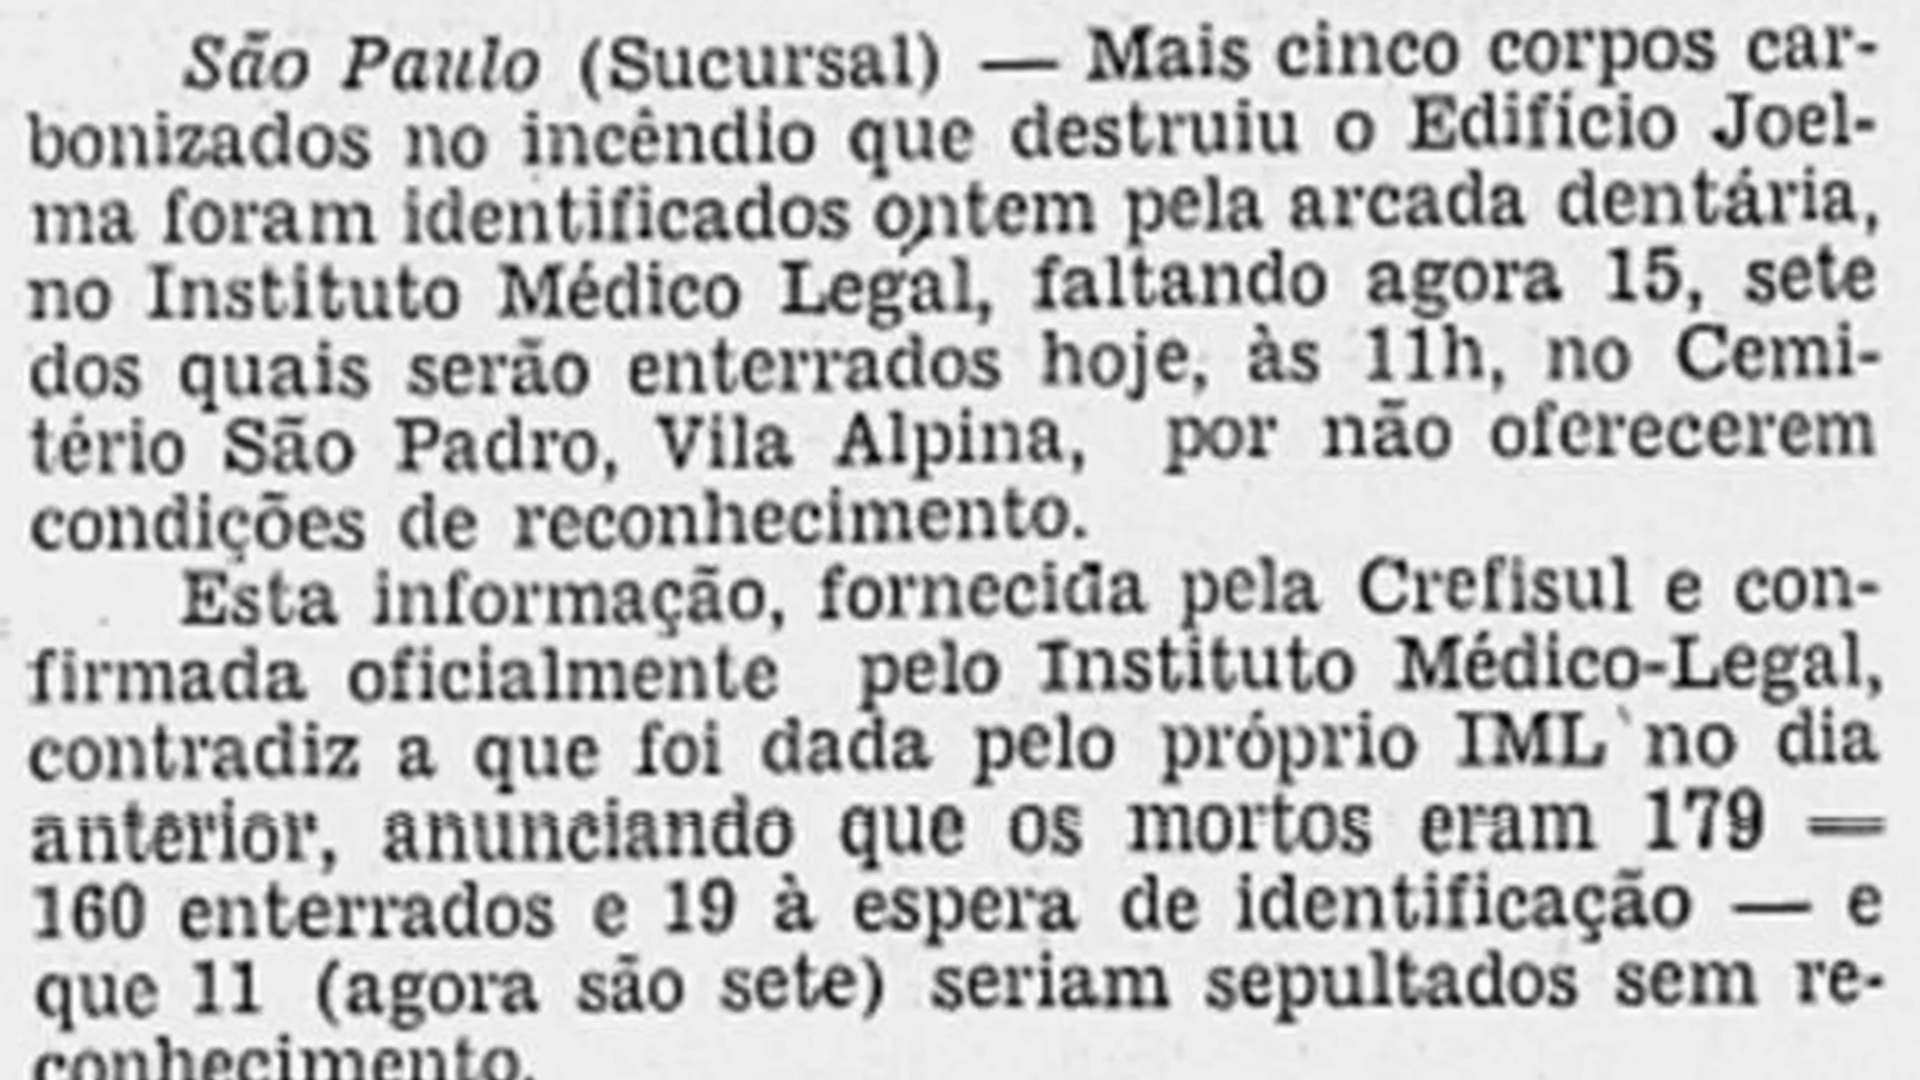 São Paulo (Sucursal) — Mais cinco corpos car-
bonizados no incêndio que destruiu o Edifício Joel-
ma foram identificados ontem pela arcada dentária,
no Instituto Médico Legal, faltando agora 15, sete
dos quais serão enterrados hoje, às 11h, no Cemi-
tério São Padro, Vila Alpina, por não oferecerem
condições de reconhecimento.
Esta informação, fornecida pela Crefisul e con-
firmada oficialmente pelo Instituto Médico-Legal,
contradiz a que foi dada pelo próprio IML no dia
anterior, anunciando que os mortos eram 179 —
160 enterrados e 19 à espera de identificação — e
que 11 (agora são sete) seriam sepultados sem re-
conhecimento.